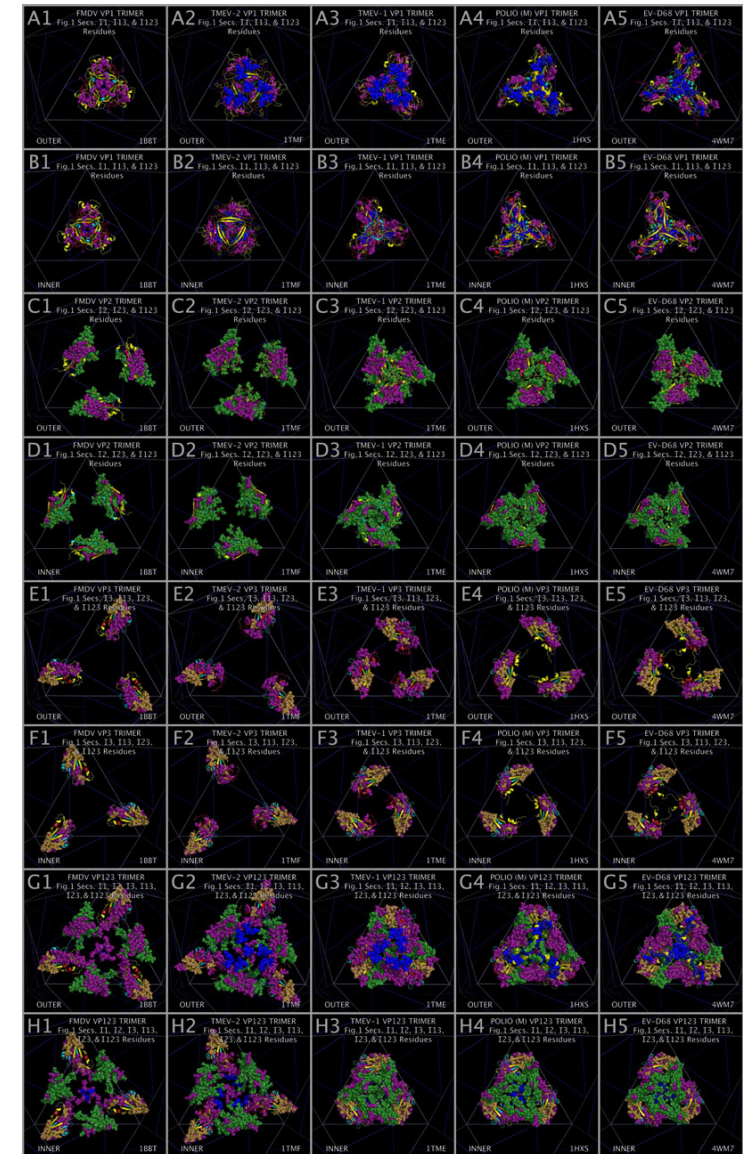 A1 FMDV VP1 TRIMER
Fig.1 Secs. I1, I13, & I123
Residues
OUTER 1BBT
A2 TMEV-2 VP1 TRIMER
Fig.1 Secs. I1, I13, & I123
Residues
OUTER 1TMF
A3 TMEV-1 VP1 TRIMER
Fig.1 Secs. I1, I13, & I123
Residues
OUTER 1TME
A4 POLIO (M) VP1 TRIMER
Fig.1 Secs. I1, I13, & I123
Residues
OUTER 1HXS
A5 EV-D68 VP1 TRIMER
Fig.1 Secs. I1, I13, & I123
Residues
OUTER 4WM7
B1 FMDV VP1 TRIMER
Fig.1 Secs. I1, I13, & I123
Residues
INNER 1BBT
B2 TMEV-2 VP1 TRIMER
Fig.1 Secs. I1, I13, & I123
Residues
INNER 1TMF
B3 TMEV-1 VP1 TRIMER
Fig.1 Secs. I1, I13, & I123
Residues
INNER 1TME
B4 POLIO (M) VP1 TRIMER
Fig.1 Secs. I1, I13, & I123
Residues
INNER 1HXS
B5 EV-D68 VP1 TRIMER
Fig.1 Secs. I1, I13, & I123
Residues
INNER 4WM7
C1 FMDV VP2 TRIMER
Fig.1 Secs. I2, I23, & I123
Residues
OUTER 1BBT
C2 TMEV-2 VP2 TRIMER
Fig.1 Secs. I2, I23, & I123
Residues
OUTER 1TMF
C3 TMEV-1 VP2 TRIMER
Fig.1 Secs. I2, I23, & I123
Residues
OUTER 1TME
C4 POLIO (M) VP2 TRIMER
Fig.1 Secs. I2, I23, & I123
Residues
OUTER 1HXS
C5 EV-D68 VP2 TRIMER
Fig.1 Secs. I2, I23, & I123
Residues
OUTER 4WM7
D1 FMDV VP2 TRIMER
Fig.1 Secs. I2, I23, & I123
Residues
INNER 1BBT
D2 TMEV-2 VP2 TRIMER
Fig.1 Secs. I2, I23, & I123
Residues
INNER 1TMF
D3 TMEV-1 VP2 TRIMER
Fig.1 Secs. I2, I23, & I123
Residues
INNER 1TME
D4 POLIO (M) VP2 TRIMER
Fig.1 Secs. I2, I23, & I123
Residues
INNER 1HXS
D5 EV-D68 VP2 TRIMER
Fig.1 Secs. I2, I23, & I123
Residues
INNER 4WM7
E1 FMDV VP3 TRIMER
Fig.1 Secs. I3, I13, I23,
& I123 Residues
OUTER 1BBT
E2 TMEV-2 VP3 TRIMER
Fig.1 Secs. I3, I13, I23,
& I123 Residues
OUTER 1TMF
E3 TMEV-1 VP3 TRIMER
Fig.1 Secs. I3, I13, I23,
& I123 Residues
OUTER 1TME
E4 POLIO (M) VP3 TRIMER
Fig.1 Secs. I3, I13, I23,
& I123 Residues
OUTER 1HXS
E5 EV-D68 VP3 TRIMER
Fig.1 Secs. I3, I13, I23,
& I123 Residues
OUTER 4WM7
F1 FMDV VP3 TRIMER
Fig.1 Secs. I3, I13, I23,
& I123 Residues
INNER 1BBT
F2 TMEV-2 VP3 TRIMER
Fig.1 Secs. I3, I13, I23,
& I123 Residues
INNER 1TMF
F3 TMEV-1 VP3 TRIMER
Fig.1 Secs. I3, I13, I23,
& I123 Residues
INNER 1TME
F4 POLIO (M) VP3 TRIMER
Fig.1 Secs. I3, I13, I23,
& I123 Residues
INNER 1HXS
F5 EV-D68 VP3 TRIMER
Fig.1 Secs. I3, I13, I23,
& I123 Residues
INNER 4WM7
G1 FMDV VP123 TRIMER
Fig.1 Secs. I1, I2, I3, I13,
I23, & I123 Residues
OUTER 1BBT
G2 TMEV-2 VP123 TRIMER
Fig.1 Secs. I1, I2, I3, I13,
I23, & I123 Residues
OUTER 1TMF
G3 TMEV-1 VP123 TRIMER
Fig.1 Secs. I1, I2, I3, I13,
I23, & I123 Residues
OUTER 1TME
G4 POLIO (M) VP123 TRIMER
Fig.1 Secs. I1, I2, I3, I13,
I23, & I123 Residues
OUTER 1HXS
G5 EV-D68 VP123 TRIMER
Fig.1 Secs. I1, I2, I3, I13,
I23, & I123 Residues
OUTER 4WM7
H1 FMDV VP123 TRIMER
Fig.1 Secs. I1, I2, I3, I13,
I23, & I123 Residues
INNER 1BBT
H2 TMEV-2 VP123 TRIMER
Fig.1 Secs. I1, I2, I3, I13,
I23, & I123 Residues
INNER 1TMF
H3 TMEV-1 VP123 TRIMER
Fig.1 Secs. I1, I2, I3, I13,
I23, & I123 Residues
INNER 1TME
H4 POLIO (M) VP123 TRIMER
Fig.1 Secs. I1, I2, I3, I13,
I23, & I123 Residues
INNER 1HXS
H5 EV-D68 VP123 TRIMER
Fig.1 Secs. I1, I2, I3, I13,
I23, & I123 Residues
INNER 4WM7